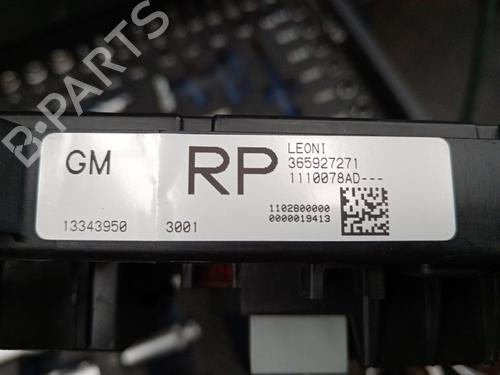 B-PARTS
GM
RP
LEONI
365927271
1110078AD---
1102800000
0000019413
13343950 3001